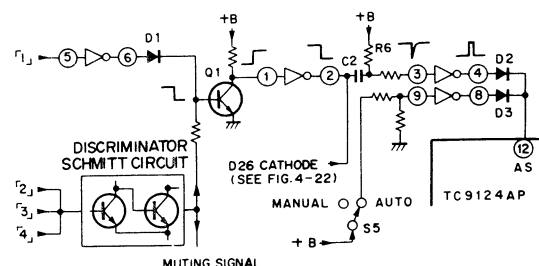 +B
+B
D1
R6
Q1
C2
D2
「1」
5
6
1
2
3
4
9
8
D3
12
AS
DISCRIMINATOR
SCHMITT CIRCUIT
D26 CATHODE
(SEE FIG.4-22)
TC9124AP
「2」
「3」
「4」
MANUAL
AUTO
S5
+B
MUTING SIGNAL